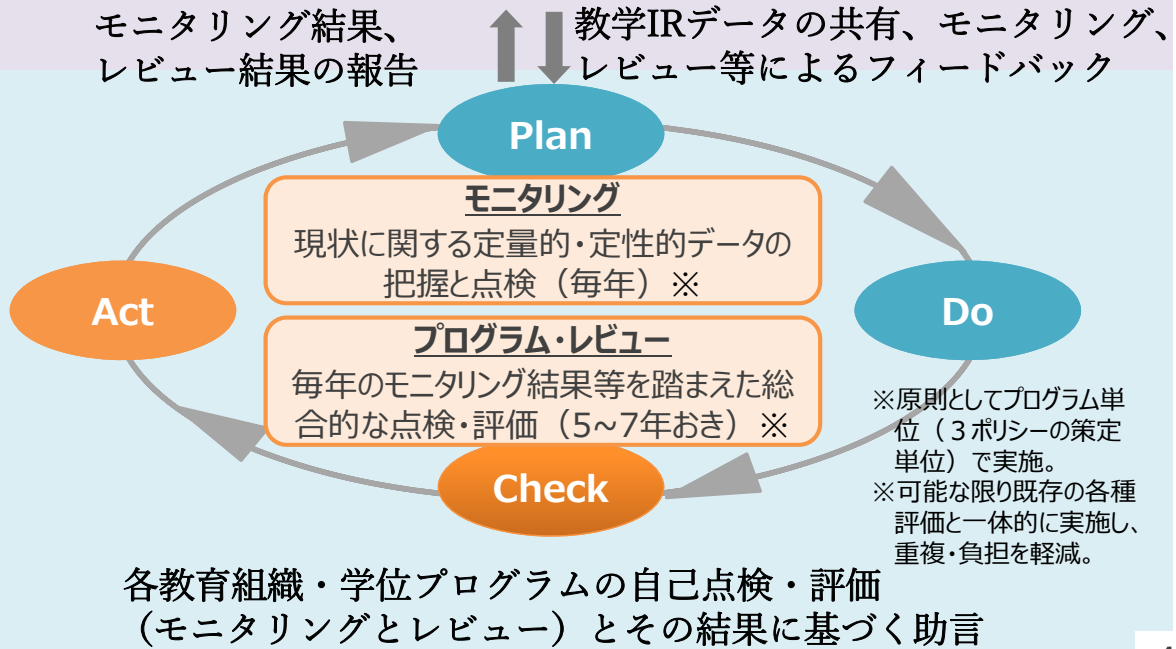 モニタリング結果、
レビュー結果の報告
教学IRデータの共有、モニタリング、
レビュー等によるフィードバック
Plan
モニタリング
現状に関する定量的・定性的データの
把握と点検（毎年）※
Act
Do
プログラム・レビュー
毎年のモニタリング結果等を踏まえた総
合的な点検・評価（5~7年おき）※
※原則としてプログラム単
位（３ポリシーの策定
単位）で実施。
※可能な限り既存の各種
評価と一体的に実施し、
重複・負担を軽減。
Check
各教育組織・学位プログラムの自己点検・評価
（モニタリングとレビュー）とその結果に基づく助言